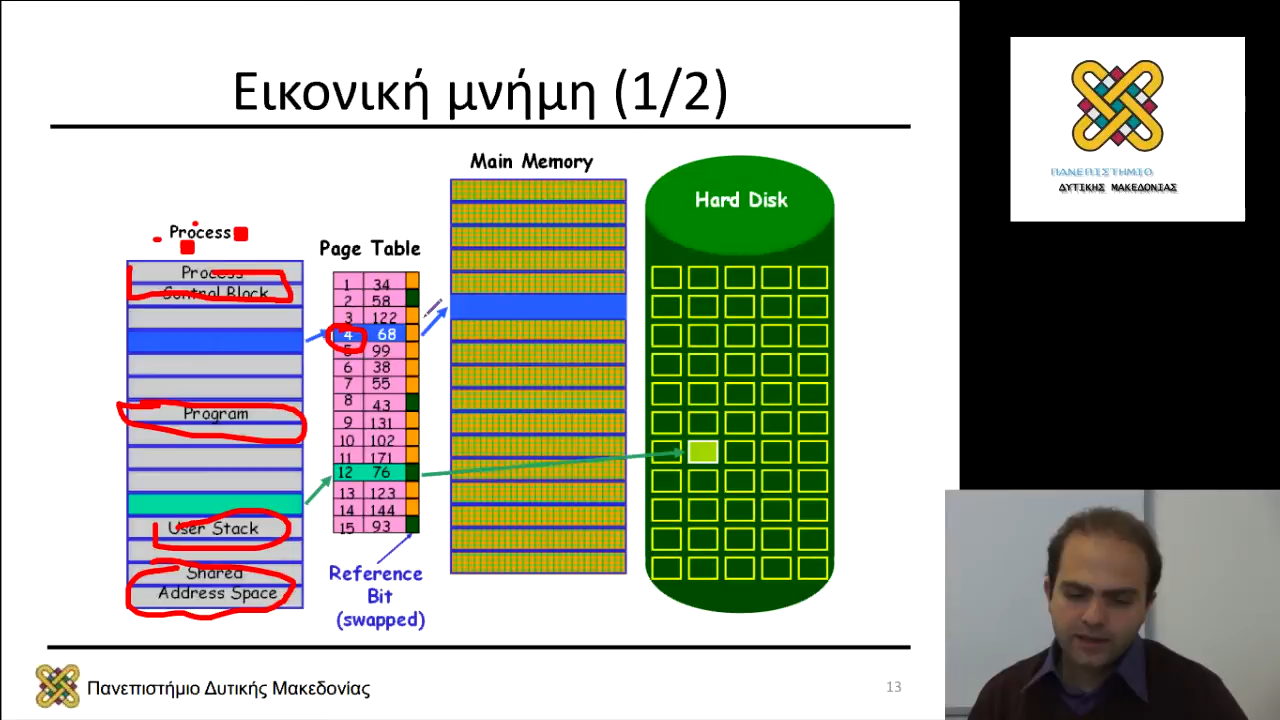 Εικονική μνήμη (1/2)
Main Memory
Hard Disk
Process
Page Table
Process
Control Block
Program
User Stack
Shared
Address Space
1 34
2 58
3 122
4 68
5 99
6 38
7 55
8 43
9 131
10 102
11 171
12 76
13 123
14 144
15 93
Reference
Bit
(swapped)
Πανεπιστήμιο Δυτικής Μακεδονίας
13
ΠΑΝΕΠΙΣΤΗΜΙΟ
ΔΥΤΙΚΗΣ ΜΑΚΕΔΟΝΙΑΣ